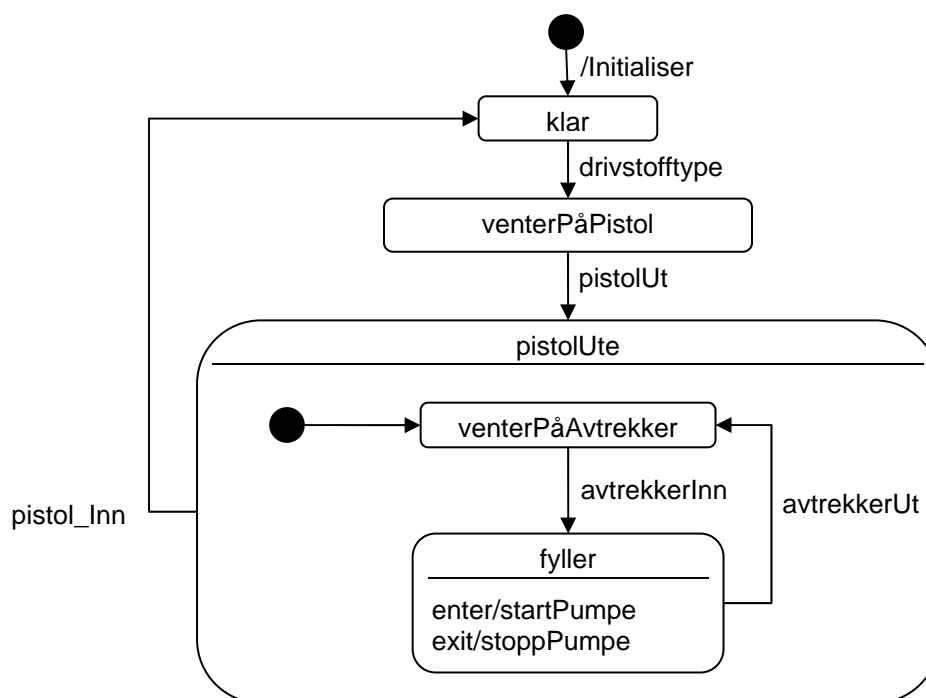 /Initialiser
klar
drivstofftype
venterPåPistol
pistolUt
pistolUte
venterPåAvtrekker
avtrekkerInn
avtrekkerUt
pistol_Inn
fyller
enter/startPumpe
exit/stoppPumpe